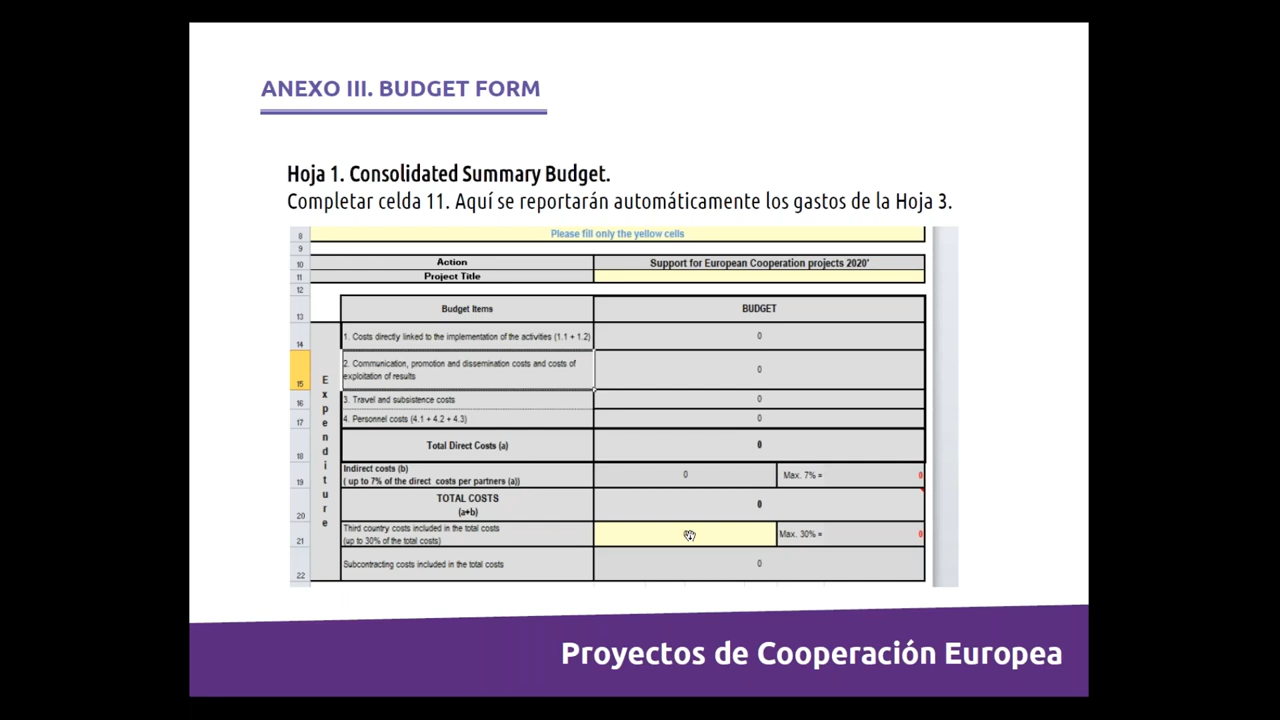 ANEXO III. BUDGET FORM
Hoja 1. Consolidated Summary Budget.
Completar celda 11. Aquí se reportarán automáticamente los gastos de la Hoja 3.
8 Please fill only the yellow cells
9
10 Action Support for European Cooperation projects 2020'
11 Project Title
12
13 Budget Items BUDGET
14 1. Costs directly linked to the implementation of the activities (1.1 + 1.2) 0
15 2. Communication, promotion and dissemination costs and costs of
exploitation of results 0
16 3. Travel and subsistence costs 0
17 4. Personnel costs (4.1 + 4.2 + 4.3) 0
18 Total Direct Costs (a) 0
19 Indirect costs (b)
( up to 7% of the direct costs per partners (a)) 0 Max. 7% = 0
20 TOTAL COSTS
(a+b) 0
21 Third country costs included in the total costs
(up to 30% of the total costs) Max. 30% = 0
22 Subcontracting costs included in the total costs 0
Expenditure
Proyectos de Cooperación Europea